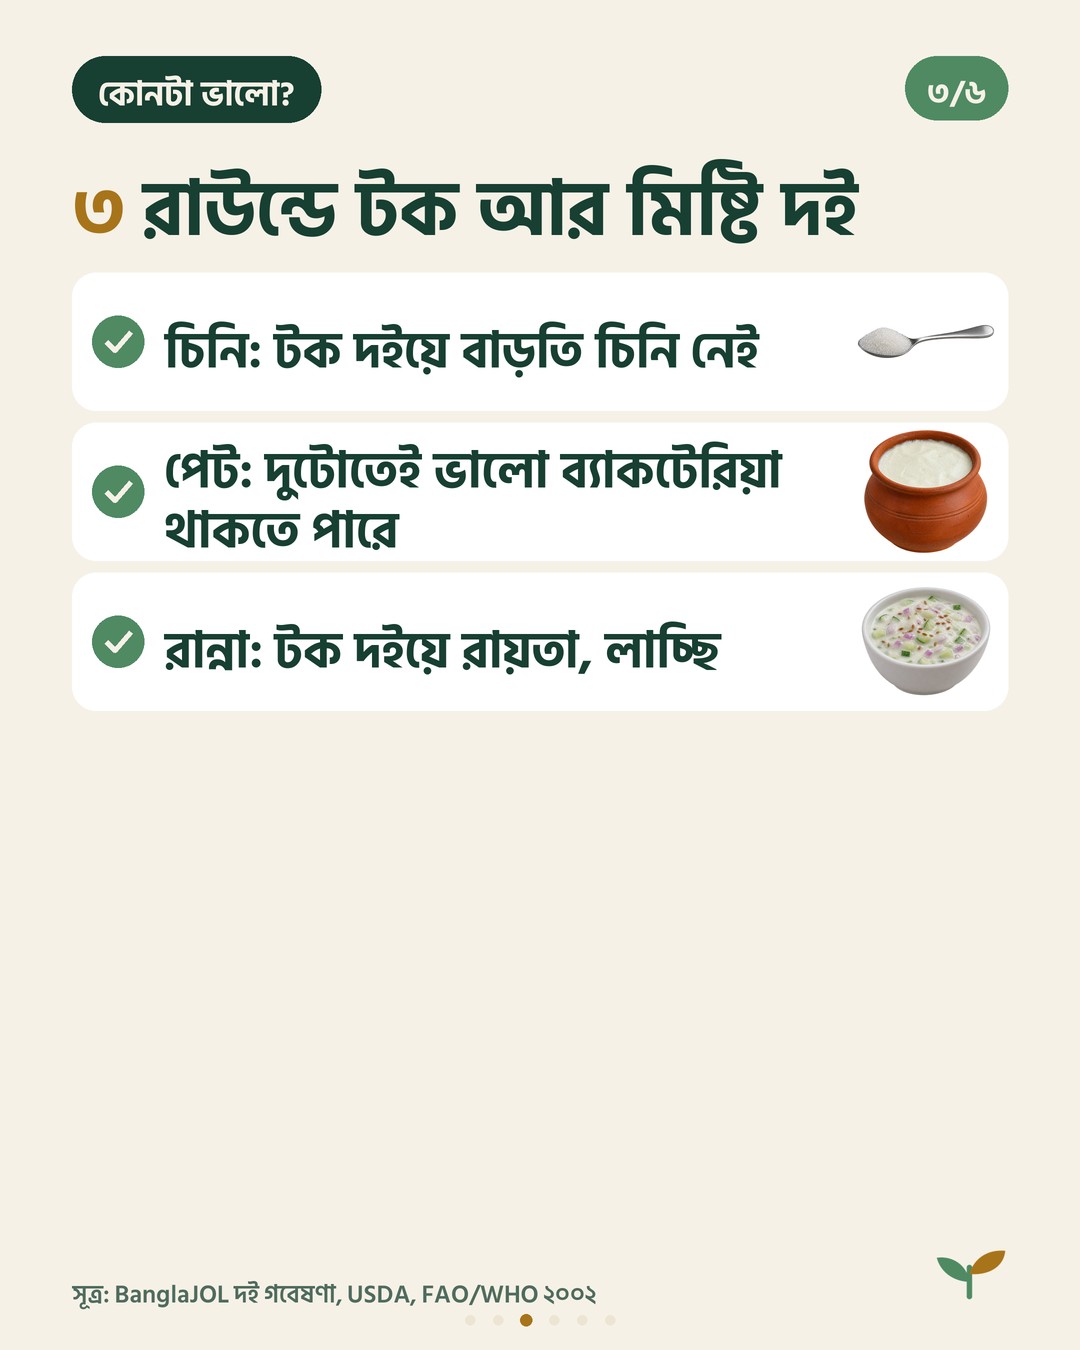 কোনটা ভালো?
৩/৬
৩ রাউন্ডে টক আর মিষ্টি দই
চিনি: টক দইয়ে বাড়তি চিনি নেই
পেট: দুটোতেই ভালো ব্যাকটেরিয়া
থাকতে পারে
রান্না: টক দইয়ে রায়তা, লাচ্ছি
সূত্র: BanglaJOL দই গবেষণা, USDA, FAO/WHO ২০০২